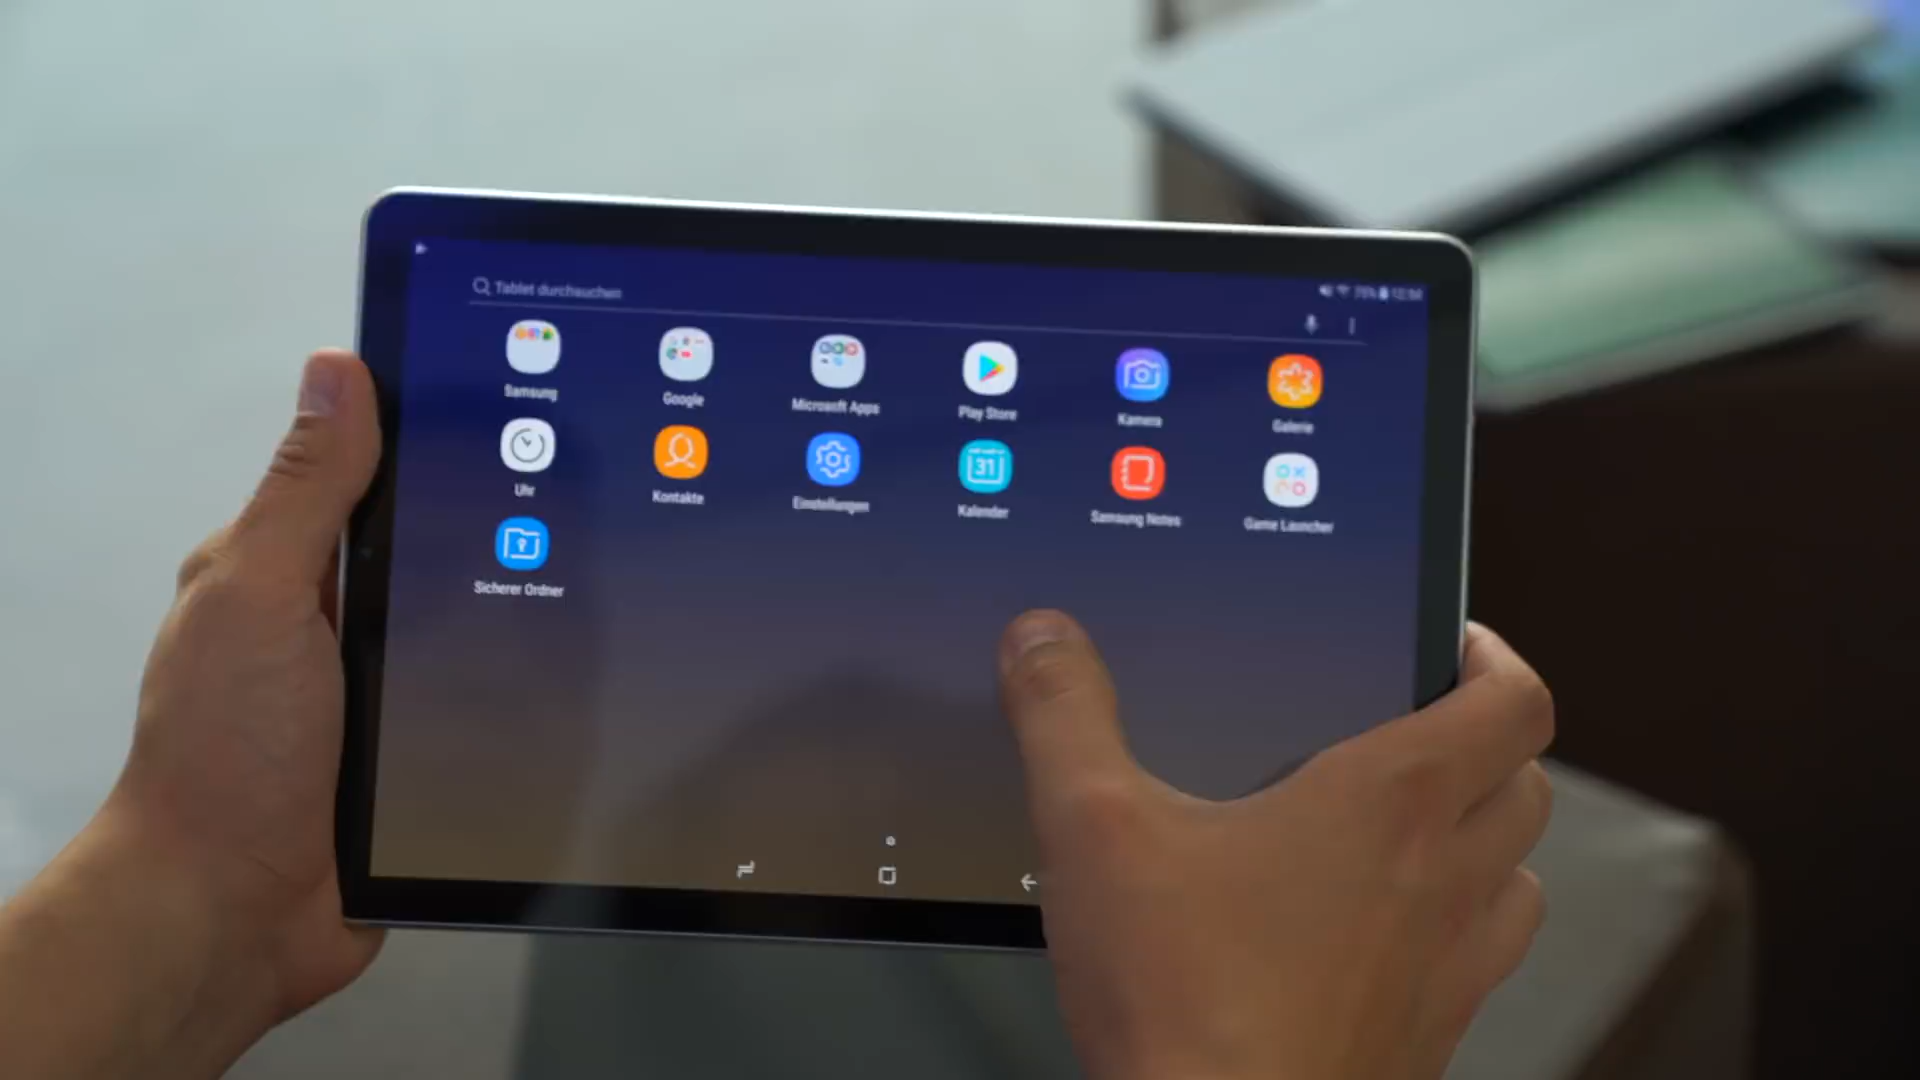 Tablet durchsuchen
Samsung
Google
Microsoft Apps
Play Store
Kamera
Galerie
Uhr
Kontakte
Einstellungen
31
Kalender
Samsung Notes
Game Launcher
Sicherer Ordner